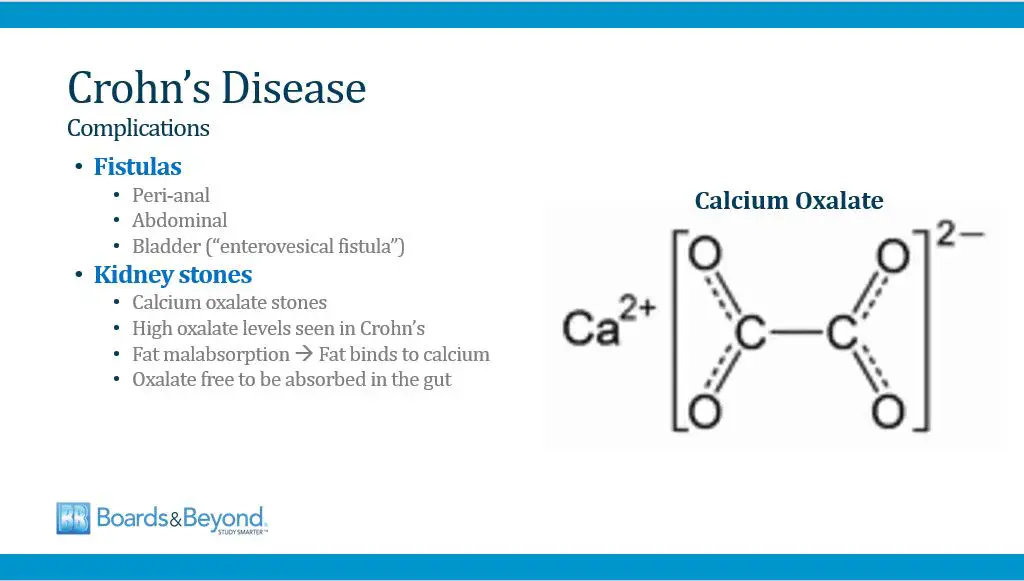 Crohn's Disease
Complications
• Fistulas
• Peri-anal
• Abdominal
• Bladder ("enterovesical fistula")
• Kidney stones
• Calcium oxalate stones
• High oxalate levels seen in Crohn's
• Fat malabsorption → Fat binds to calcium
• Oxalate free to be absorbed in the gut
Calcium Oxalate
2−
O O
Ca2+
C C
O O
BB Boards&Beyond.
STUDY SMARTER™